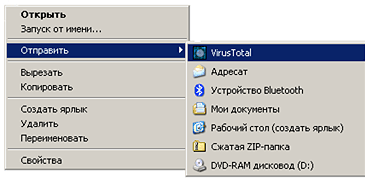 Открыть
Запуск от имени...
Отправить
Вырезать
Копировать
Создать ярлык
Удалить
Переименовать
Свойства
VirusTotal
Адресат
Устройство Bluetooth
Мои документы
Рабочий стол (создать ярлык)
Сжатая ZIP-папка
DVD-RAM дисковод (D:)